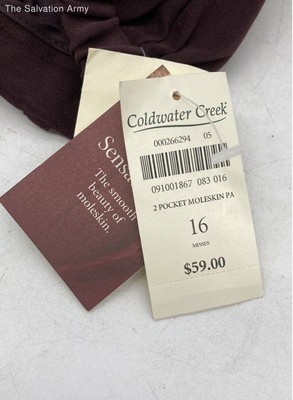 The Salvation Army
Coldwater Creek
000266294 05
091001867 083 016
2 POCKET MOLESKIN PA
16
MISSES
$59.00
The smooth
beauty of
moleskin.